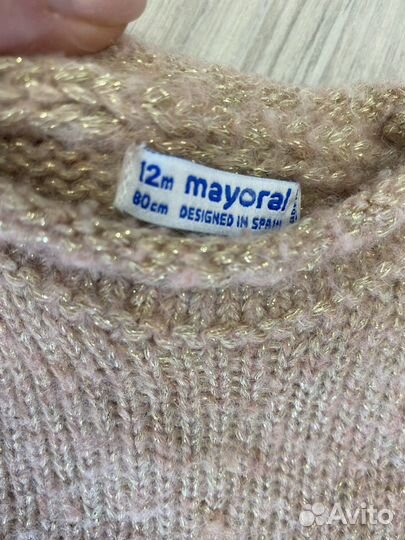 12m mayoral
80cm DESIGNED IN SPAIN
Avito